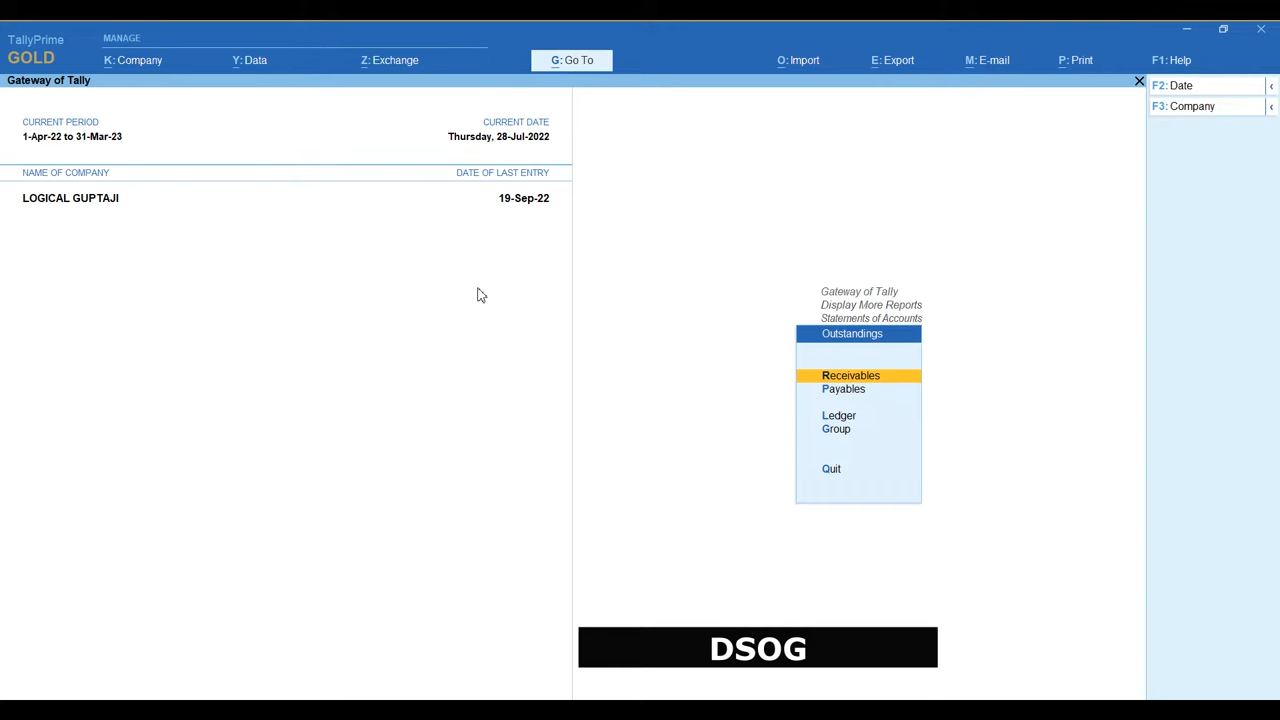 TallyPrime
GOLD
MANAGE
K: Company
Y: Data
Z: Exchange
G: Go To
O: Import
E: Export
M: E-mail
P: Print
F1: Help
Gateway of Tally
F2: Date
F3: Company
CURRENT PERIOD
CURRENT DATE
1-Apr-22 to 31-Mar-23
Thursday, 28-Jul-2022
NAME OF COMPANY
DATE OF LAST ENTRY
LOGICAL GUPTAJI
19-Sep-22
Gateway of Tally
Display More Reports
Statements of Accounts
Outstandings
Receivables
Payables
Ledger
Group
Quit
DSOG